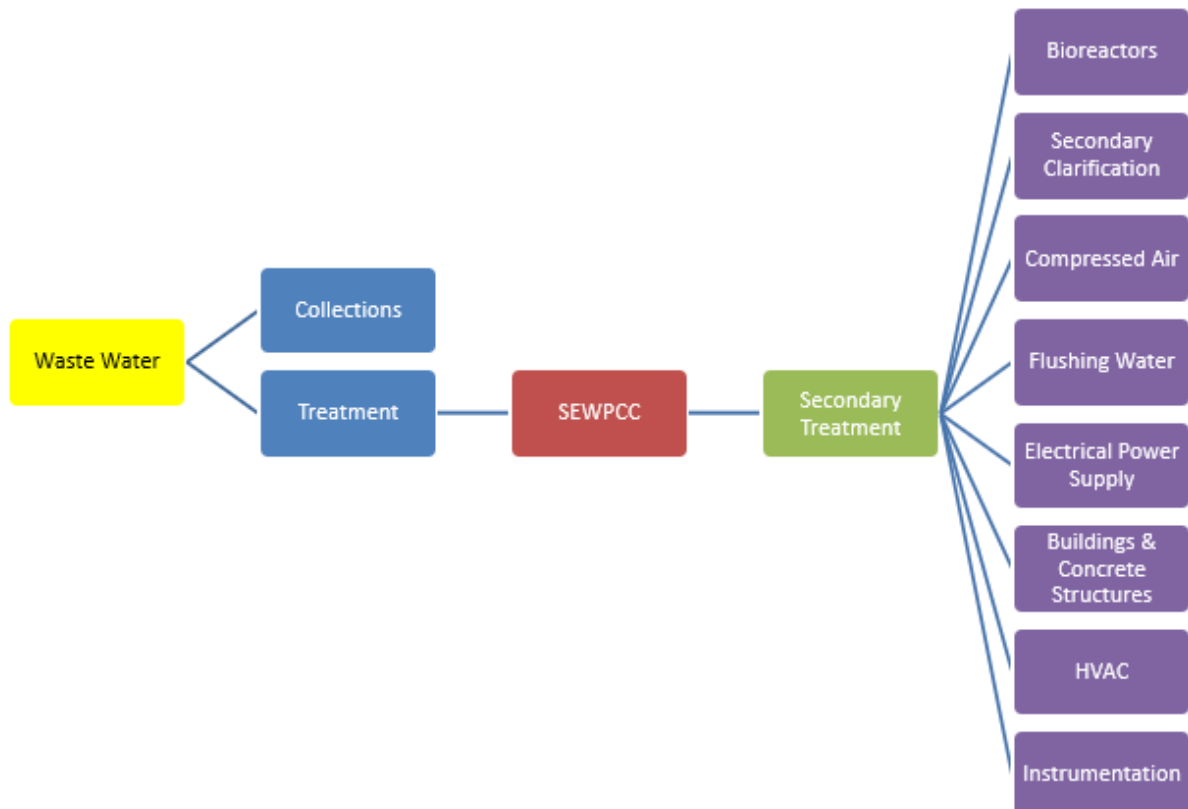 Waste Water
Collections
Treatment
SEWPCC
Secondary
Treatment
Bioreactors
Secondary
Clarification
Compressed Air
Flushing Water
Electrical Power
Supply
Buildings &
Concrete
Structures
HVAC
Instrumentation